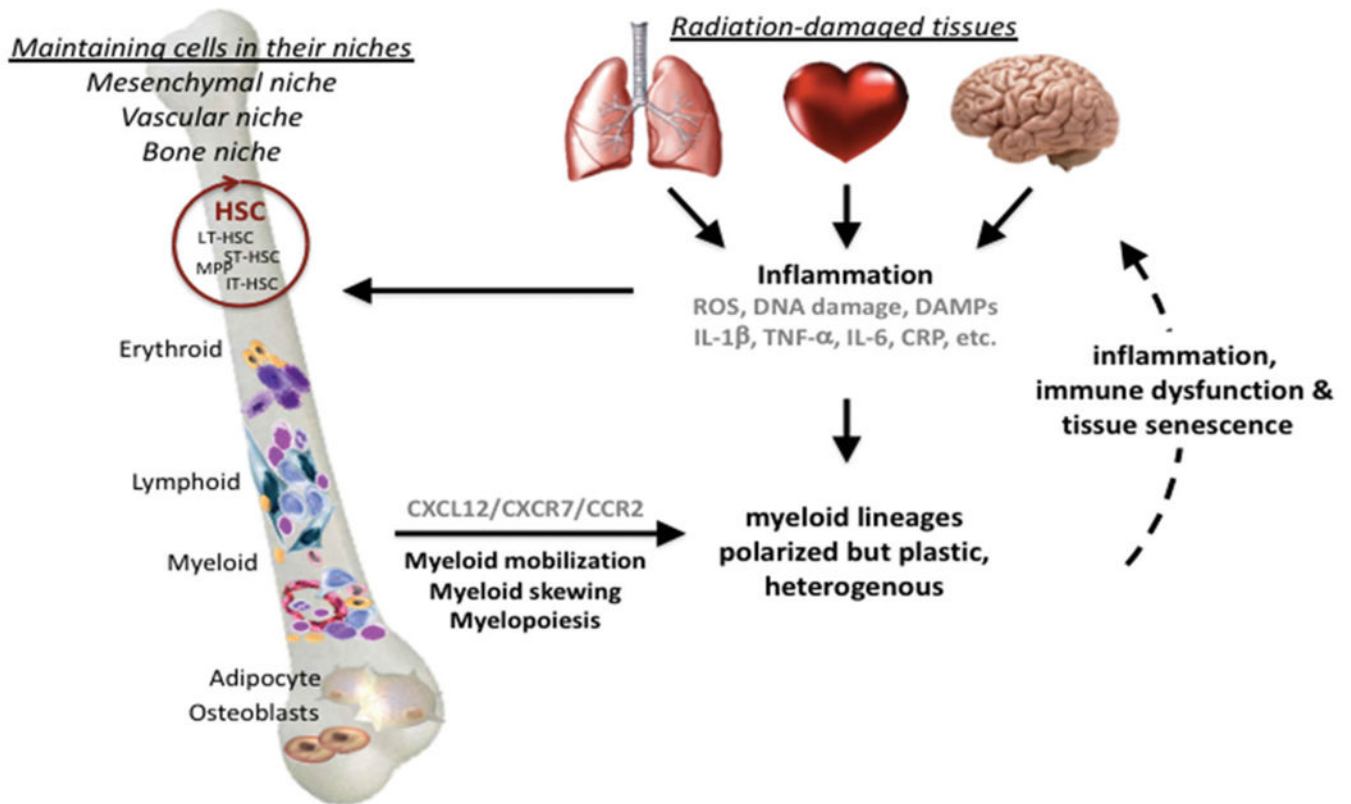 Maintaining cells in their niches
Mesenchymal niche
Vascular niche
Bone niche
HSC
LT-HSC
ST-HSC
MPP
IT-HSC
Erythroid
Lymphoid
Myeloid
Adipocyte
Osteoblasts
Radiation-damaged tissues
Inflammation
ROS, DNA damage, DAMPs
IL-1β, TNF-α, IL-6, CRP, etc.
CXCL12/CXCR7/CCR2
Myeloid mobilization
Myeloid skewing
Myelopoiesis
myeloid lineages
polarized but plastic,
heterogenous
inflammation,
immune dysfunction &
tissue senescence